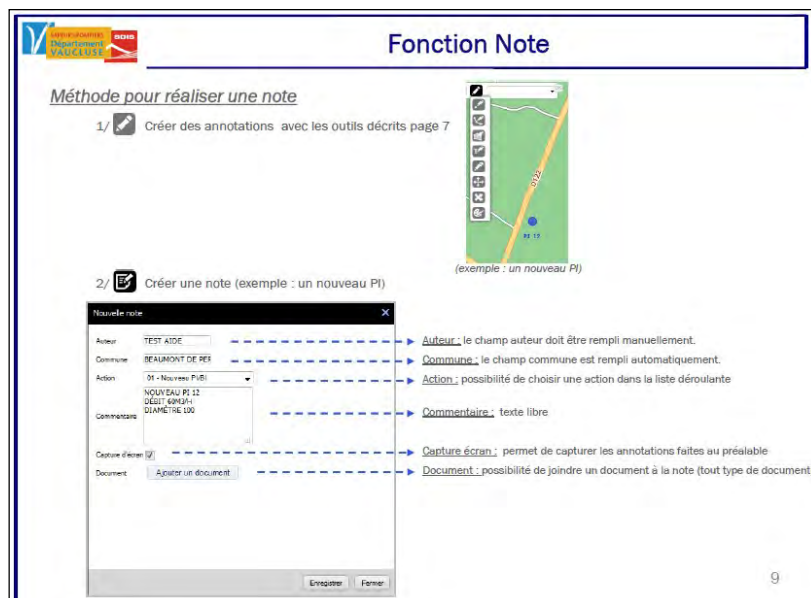 Département
VAUCLUSE
SDIS
Fonction Note
Méthode pour réaliser une note
1/ Créer des annotations avec les outils décrits page 7
D122
PI 12
(exemple : un nouveau PI)
2/ Créer une note (exemple : un nouveau PI)
Nouvelle note
Auteur TEST AIDE
Auteur : le champ auteur doit être rempli manuellement.
Commune BEAUMONT DE PER
Commune : le champ commune est rempli automatiquement.
Action 01 - Nouveau PI/BI
Action : possibilité de choisir une action dans la liste déroulante
Commentaire NOUVEAU PI 12
DÉBIT 60M3/H
DIAMÈTRE 100
Commentaire : texte libre
Capture d'écran
Capture écran : permet de capturer les annotations faites au préalable
Document Ajouter un document
Document : possibilité de joindre un document à la note (tout type de document
Enregistrer Fermer
9